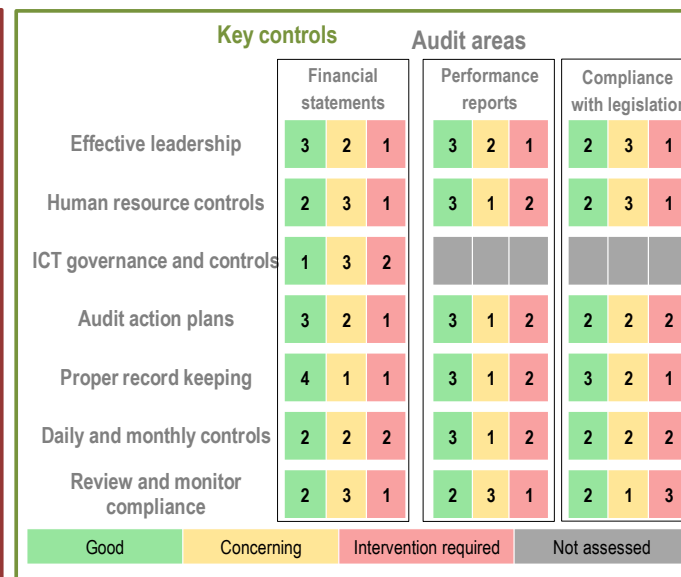 Key controls
Audit areas
Financial statements
Performance reports
Compliance with legislation
Effective leadership 3 2 1 3 2 1 2 3 1
Human resource controls 2 3 1 3 1 2 2 3 1
ICT governance and controls 1 3 2
Audit action plans 3 2 1 3 1 2 2 2 2
Proper record keeping 4 1 1 3 1 2 3 2 1
Daily and monthly controls 2 2 2 3 1 2 2 2 2
Review and monitor compliance 2 3 1 2 3 1 2 1 3
Good Concerning Intervention required Not assessed